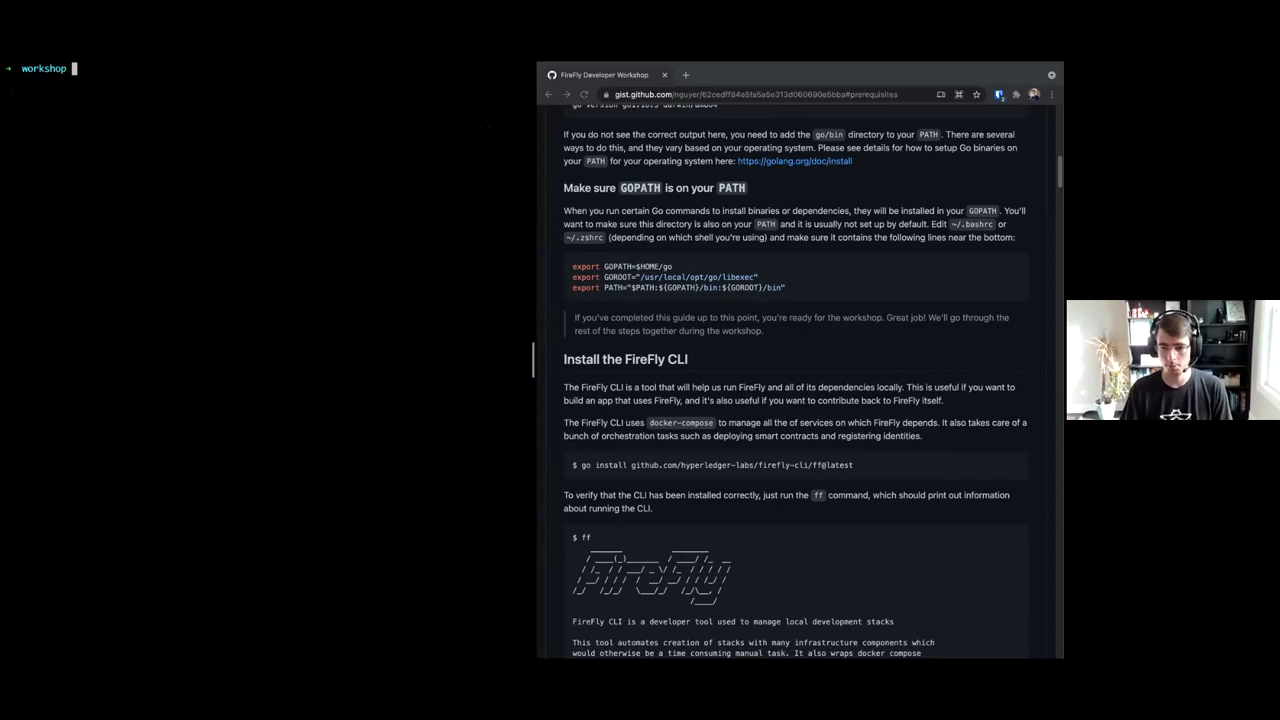 ➜ workshop
FireFly Developer Workshop
gist.github.com/nguyer/62cedff84e5fa5a5e313d060690e5bba#prerequisites
If you do not see the correct output here, you need to add the go/bin directory to your PATH. There are several
ways to do this, and they vary based on your operating system. Please see details for how to setup Go binaries on
your PATH for your operating system here: https://golang.org/doc/install
Make sure GOPATH is on your PATH
When you run certain Go commands to install binaries or dependencies, they will be installed in your GOPATH. You'll
want to make sure this directory is also on your PATH and it is usually not set up by default. Edit ~/.bashrc or
~/.zshrc (depending on which shell you're using) and make sure it contains the following lines near the bottom:
export GOPATH=$HOME/go
export GOROOT="/usr/local/opt/go/libexec"
export PATH="$PATH:${GOPATH}/bin:${GOROOT}/bin"
If you've completed this guide up to this point, you're ready for the workshop. Great job! We'll go through the
rest of the steps together during the workshop.
Install the FireFly CLI
The FireFly CLI is a tool that will help us run FireFly and all of its dependencies locally. This is useful if you want to
build an app that uses FireFly, and it's also useful if you want to contribute back to FireFly itself.
The FireFly CLI uses docker-compose to manage all the of services on which FireFly depends. It also takes care of a
bunch of orchestration tasks such as deploying smart contracts and registering identities.
$ go install github.com/hyperledger-labs/firefly-cli/ff@latest
To verify that the CLI has been installed correctly, just run the ff command, which should print out information
about running the CLI.
$ ff
FireFly
FireFly CLI is a developer tool used to manage local development stacks
This tool automates creation of stacks with many infrastructure components which
would otherwise be a time consuming manual task. It also wraps docker compose